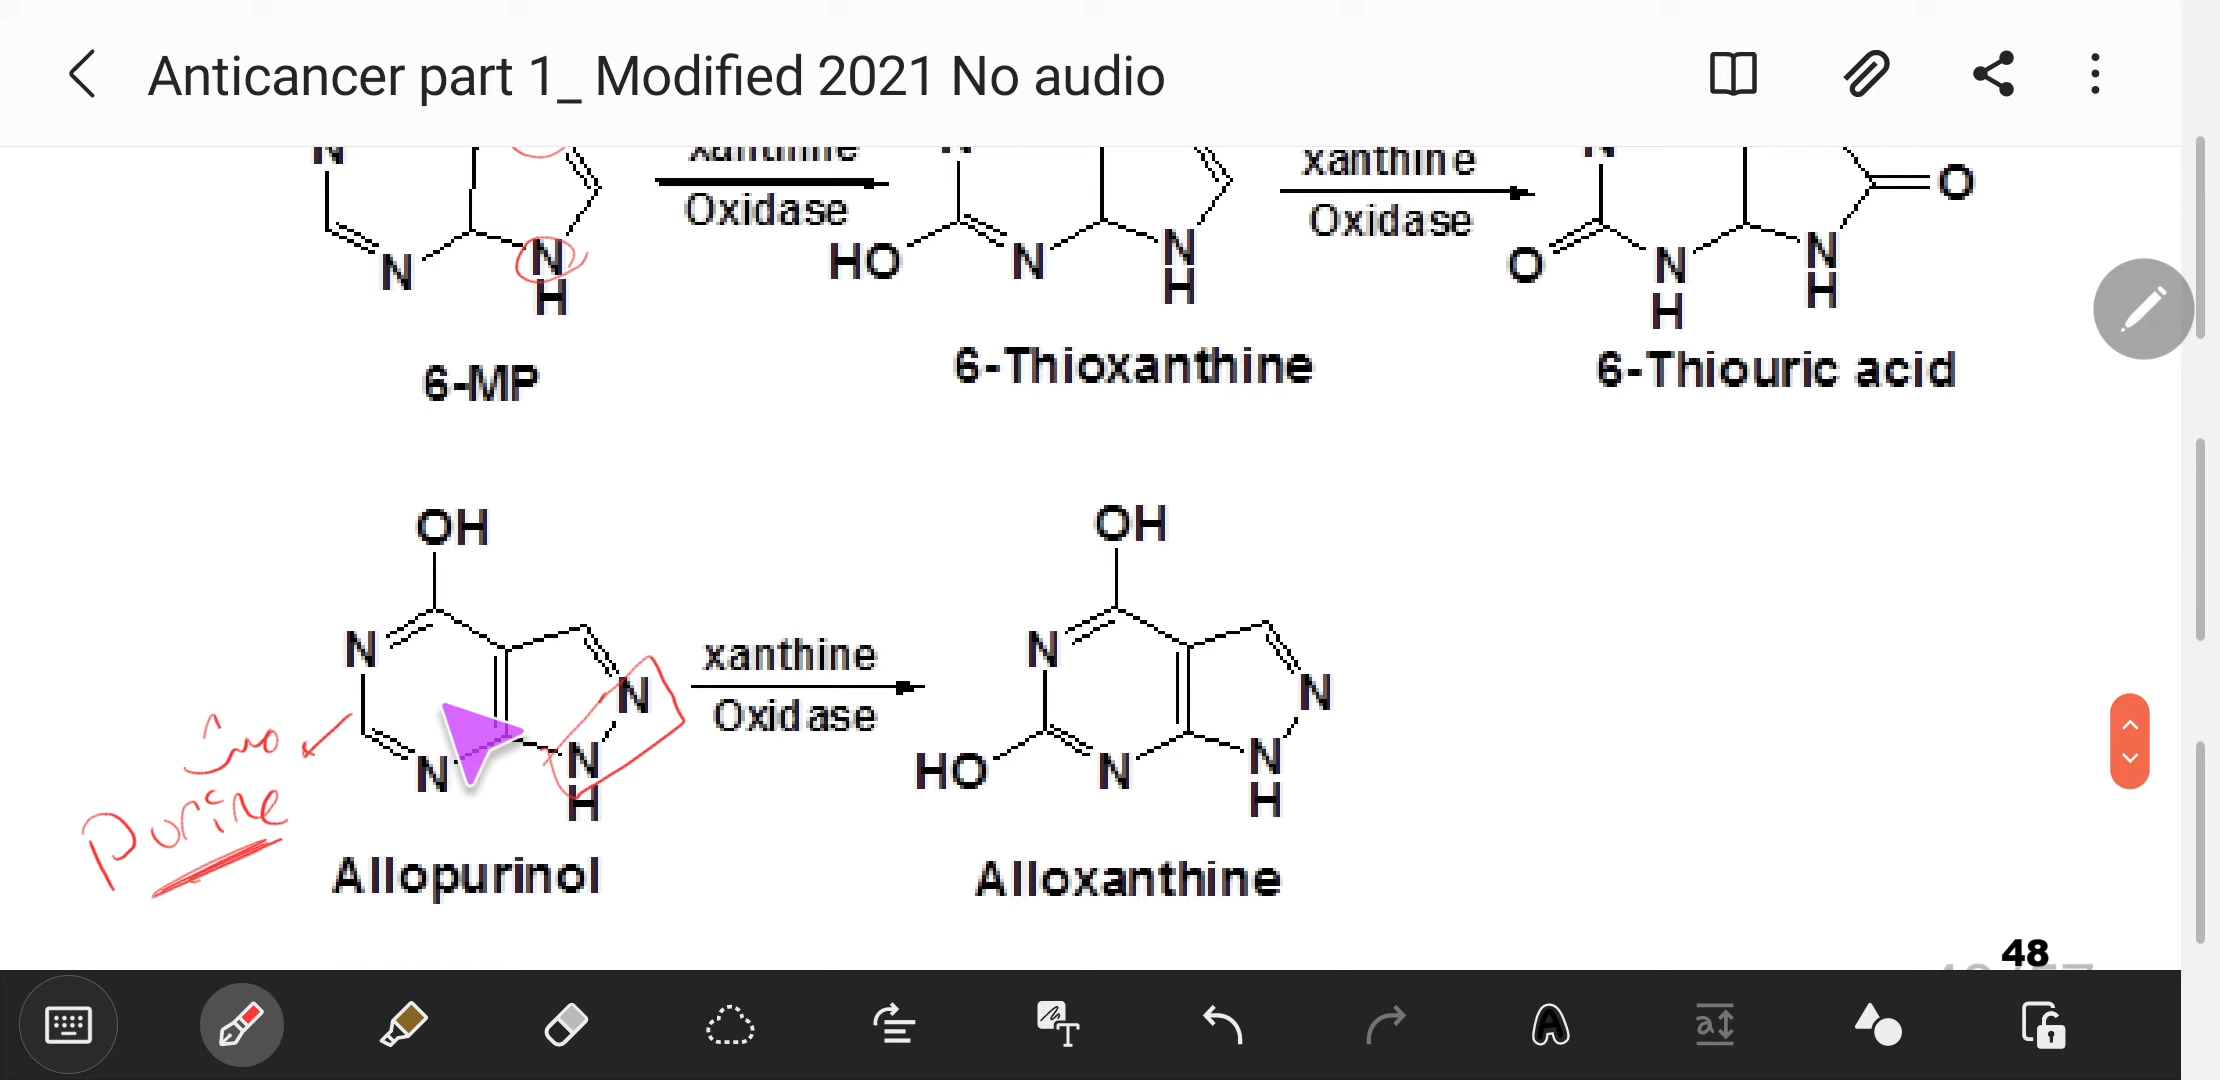 Anticancer part 1_ Modified 2021 No audio
N
xanthine
Oxidase
N
N
H
HO
N
N
H
xanthine
Oxidase
O
O
N
H
N
H
6-MP
6-Thioxanthine
6-Thiouric acid
OH
N
N
N
N
H
xanthine
Oxidase
OH
N
HO
N
N
N
H
Purine
Allopurinol
Alloxanthine
48